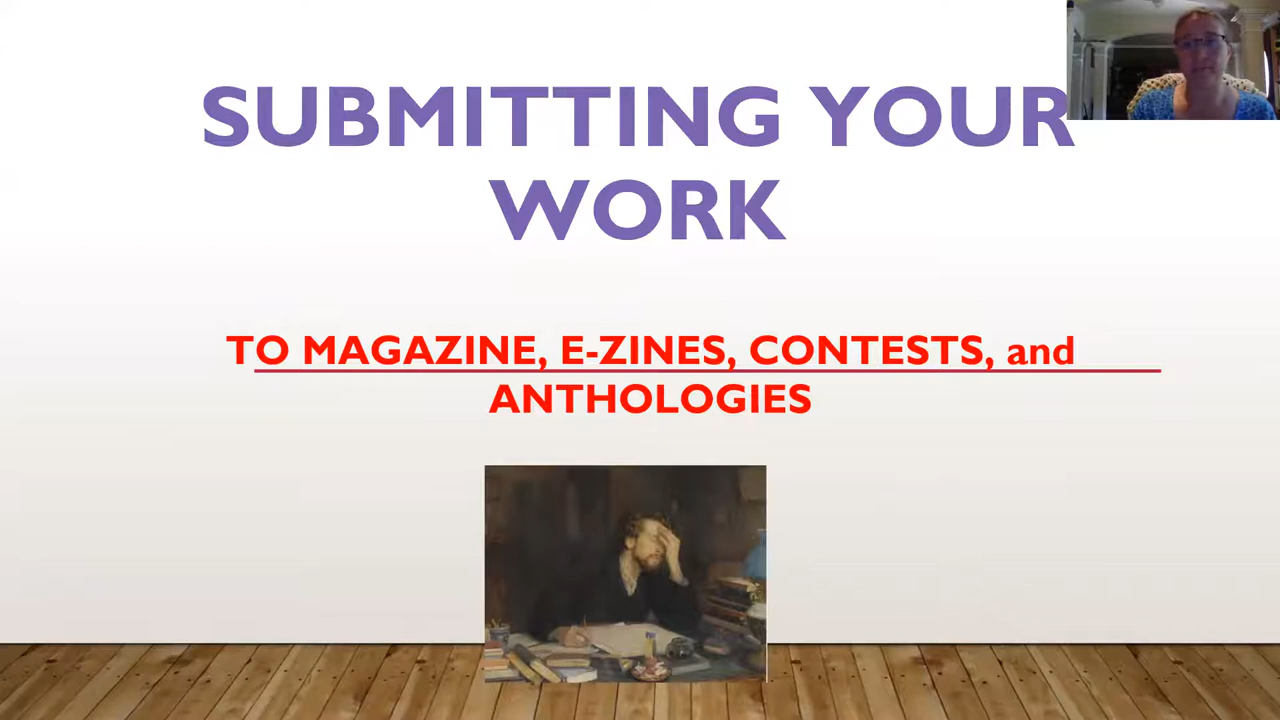 SUBMITTING YOUR
WORK
TO MAGAZINE, E-ZINES, CONTESTS, and
ANTHOLOGIES